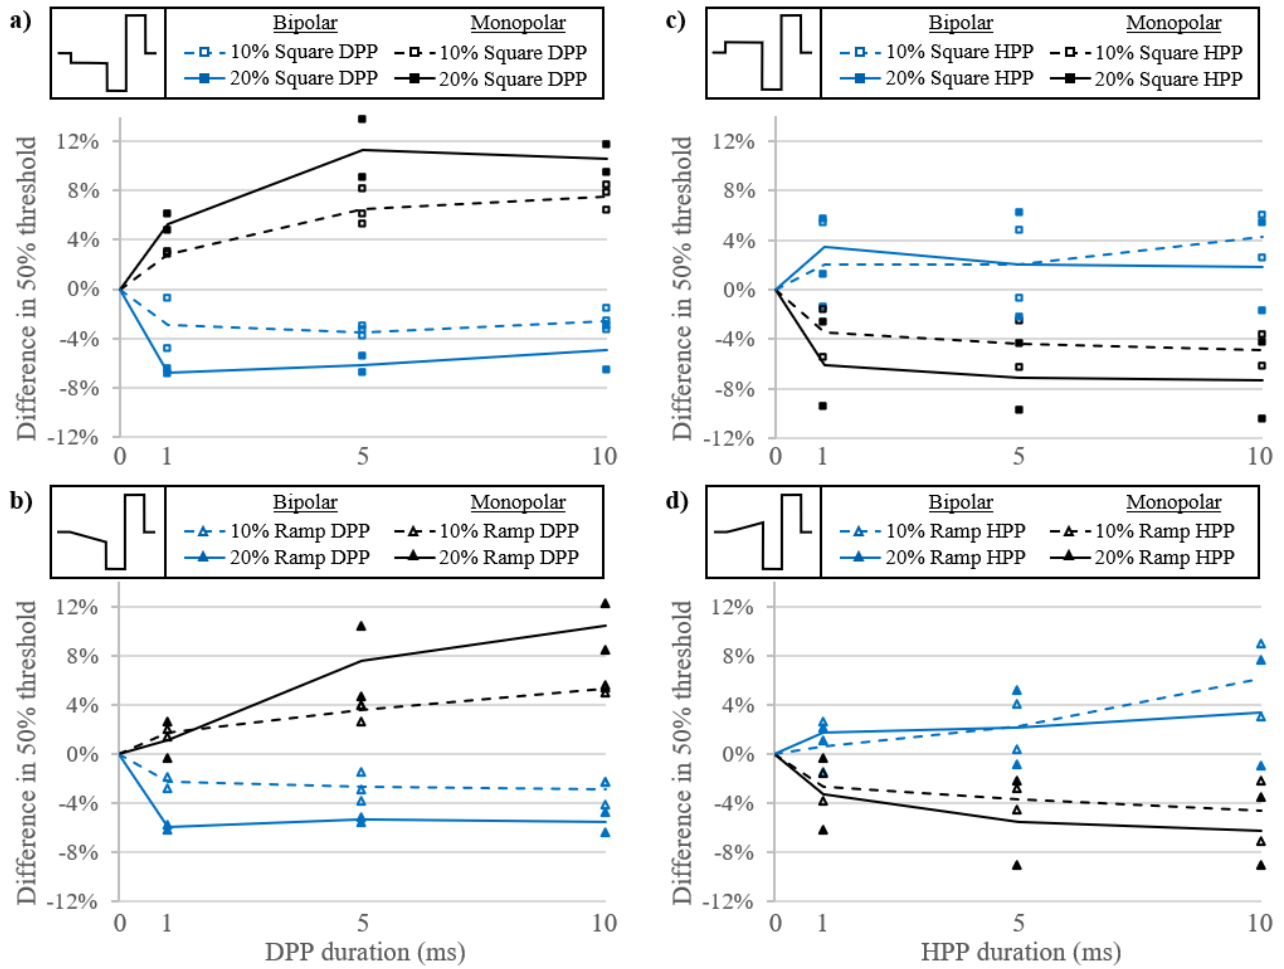 a)
Bipolar Monopolar
10% Square DPP 10% Square DPP
20% Square DPP 20% Square DPP
Difference in 50% threshold
12%
8%
4%
0%
-4%
-8%
-12%
0 1 5 10
c)
Bipolar Monopolar
10% Square HPP 10% Square HPP
20% Square HPP 20% Square HPP
Difference in 50% threshold
12%
8%
4%
0%
-4%
-8%
-12%
0 1 5 10
b)
Bipolar Monopolar
10% Ramp DPP 10% Ramp DPP
20% Ramp DPP 20% Ramp DPP
Difference in 50% threshold
12%
8%
4%
0%
-4%
-8%
-12%
0 1 5 10
DPP duration (ms)
d)
Bipolar Monopolar
10% Ramp HPP 10% Ramp HPP
20% Ramp HPP 20% Ramp HPP
Difference in 50% threshold
12%
8%
4%
0%
-4%
-8%
-12%
0 1 5 10
HPP duration (ms)